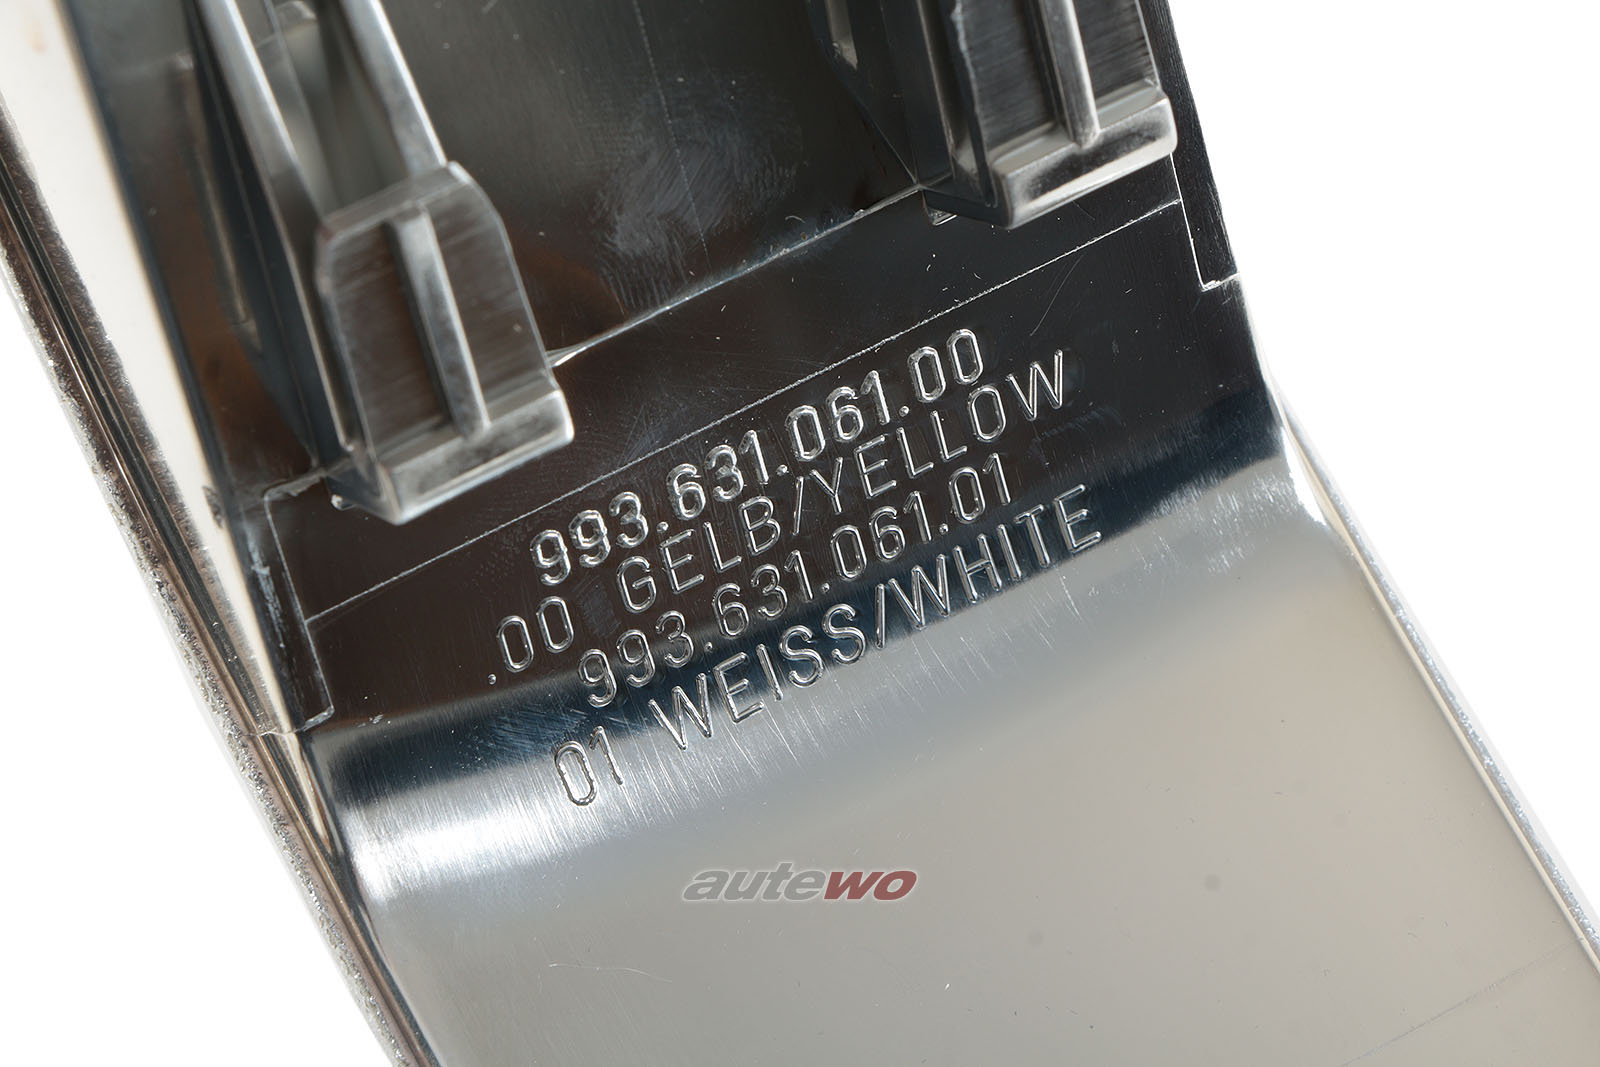 993.631.061.00
.00 GELB/YELLOW
993.631.061.01
01 WEISS/WHITE
autewo